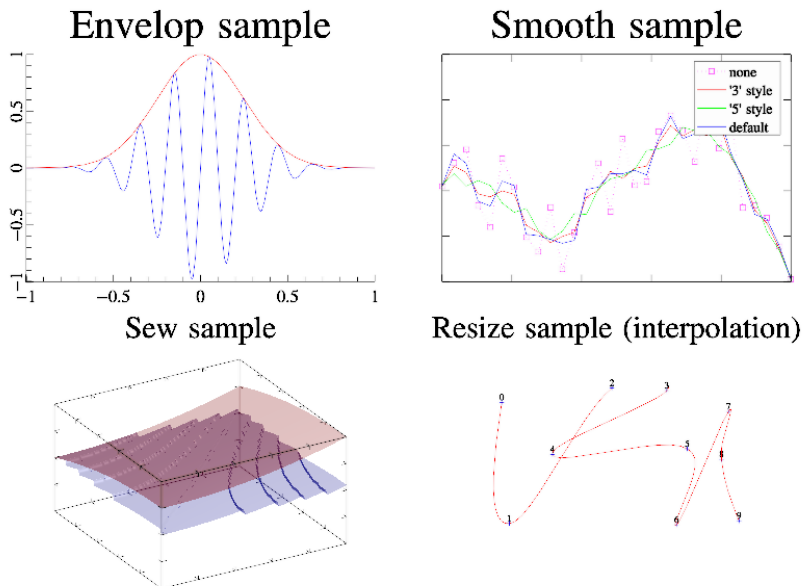 Envelop sample
Smooth sample
1
0.5
0
−0.5
−1
−1 −0.5 0 0.5 1
none
'3' style
'5' style
default
Sew sample
Resize sample (interpolation)
0
2
3
7
4
5
8
1
6
9